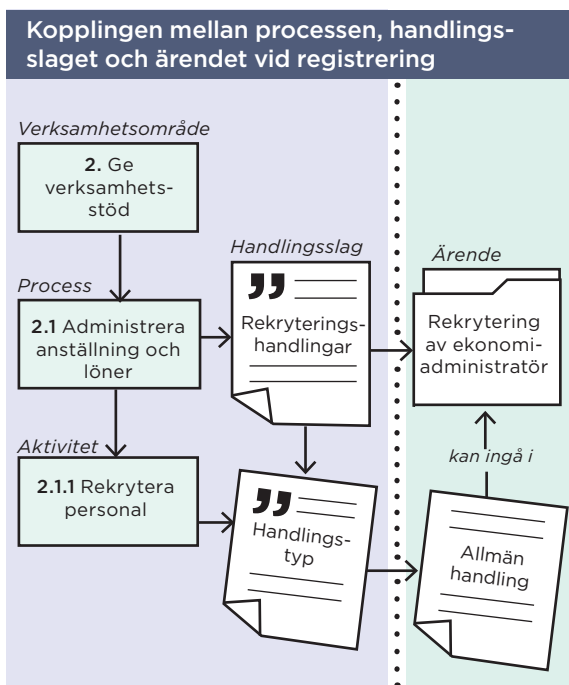 Kopplingen mellan processen, handlings-
slaget och ärendet vid registrering
Verksamhetsområde
2. Ge
verksamhets-
stöd
Process
2.1 Administrera
anställning och
löner
Aktivitet
2.1.1 Rekrytera
personal
Handlingsslag
Rekryterings-
handlingar
Handlings-
typ
Ärende
Rekrytering
av ekonomi-
administratör
kan ingå i
Allmän
handling